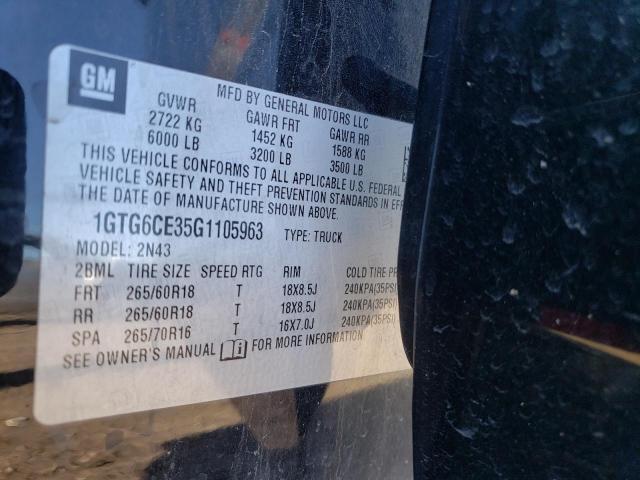 GM
MFD BY GENERAL MOTORS LLC
GVWR GAWR FRT GAWR RR
2722 KG 1452 KG 1588 KG
6000 LB 3200 LB 3500 LB
THIS VEHICLE CONFORMS TO ALL APPLICABLE U.S. FEDERAL
VEHICLE SAFETY AND THEFT PREVENTION STANDARDS IN EFF
THE DATE OF MANUFACTURE SHOWN ABOVE.
1GTG6CE35G1105963 TYPE: TRUCK
MODEL: 2N43
2BML TIRE SIZE SPEED RTG RIM COLD TIRE PR
FRT 265/60R18 T 18X8.5J 240KPA(35PSI)
RR 265/60R18 T 18X8.5J 240KPA(35PSI)
SPA 265/70R16 T 16X7.0J 240KPA(35PSI)
SEE OWNER'S MANUAL i FOR MORE INFORMATION